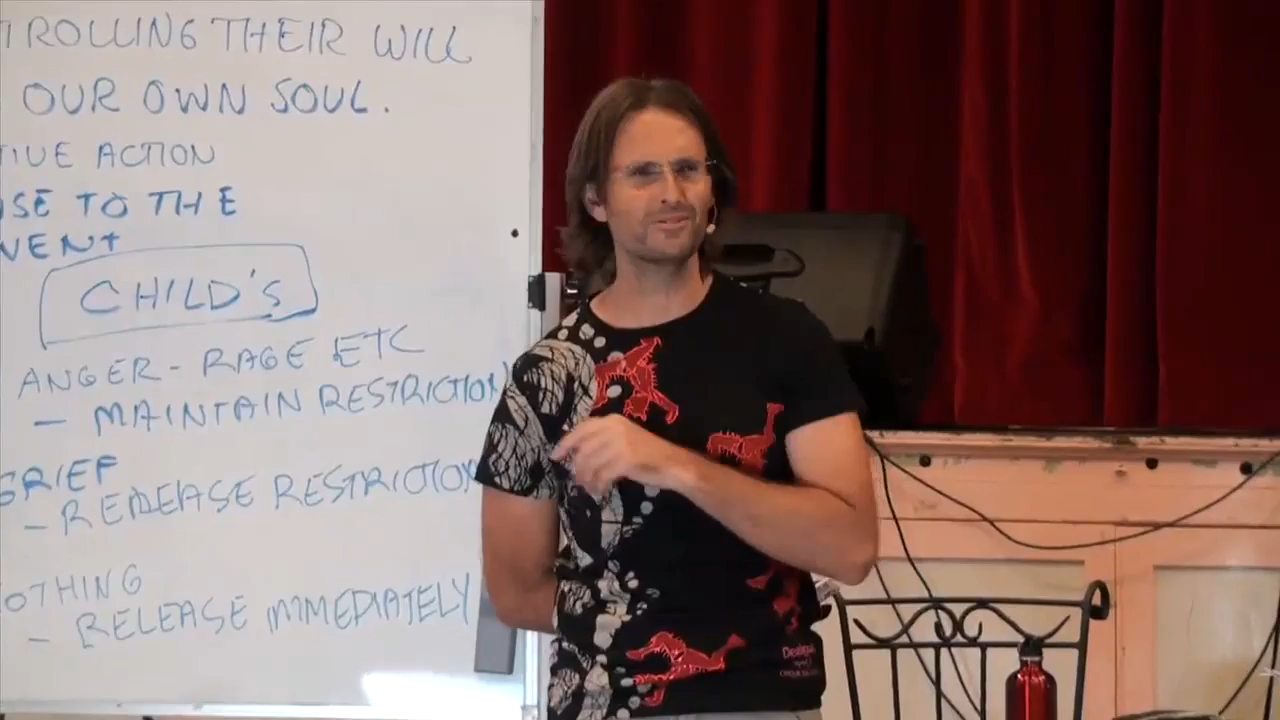 TROLLING THEIR WILL
OUR OWN SOUL.
TIVE ACTION
SE TO THE
VENT
CHILD'S
ANGER - RAGE ETC
- MAINTAIN RESTRICTION
GRIEF
- RELEASE RESTRICTION
OTHING
- RELEASE IMMEDIATELY
Desigual